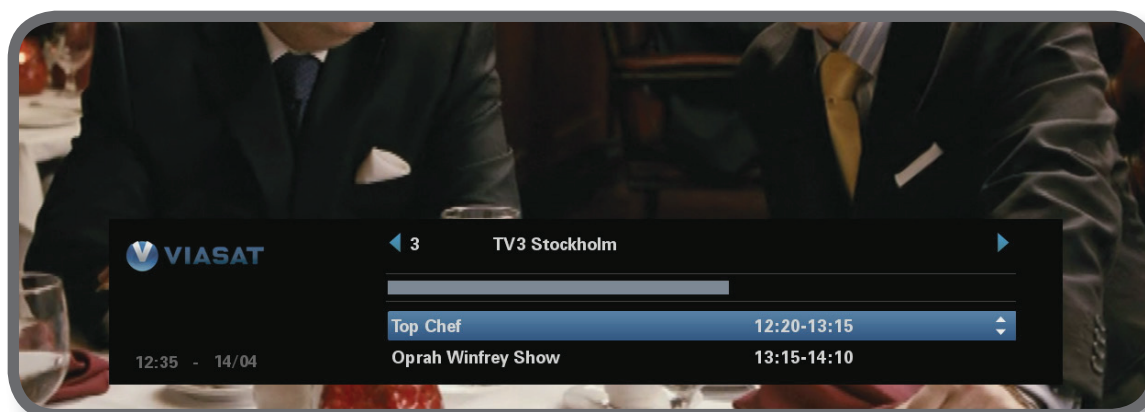 VIASAT
3 TV3 Stockholm
Top Chef 12:20-13:15
Oprah Winfrey Show 13:15-14:10
12:35 - 14/04